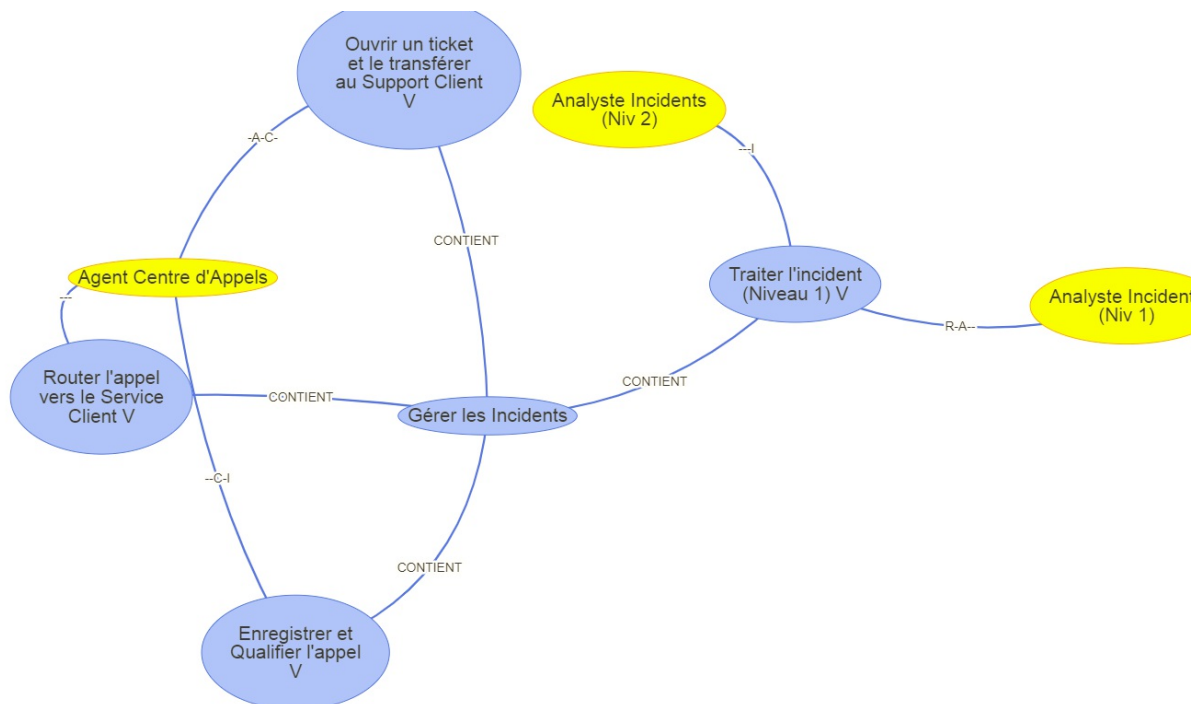 Ouvrir un ticket
et le transférer
au Support Client
V
Analyste Incidents
(Niv 2)
-A-C-
---I
CONTIENT
Agent Centre d'Appels
---
Traiter l'incident
(Niveau 1) V
Analyste Incident
(Niv 1)
R-A--
Router l'appel
vers le Service
Client V
CONTIENT
CONTIENT
Gérer les Incidents
--C-I
CONTIENT
Enregistrer et
Qualifier l'appel
V